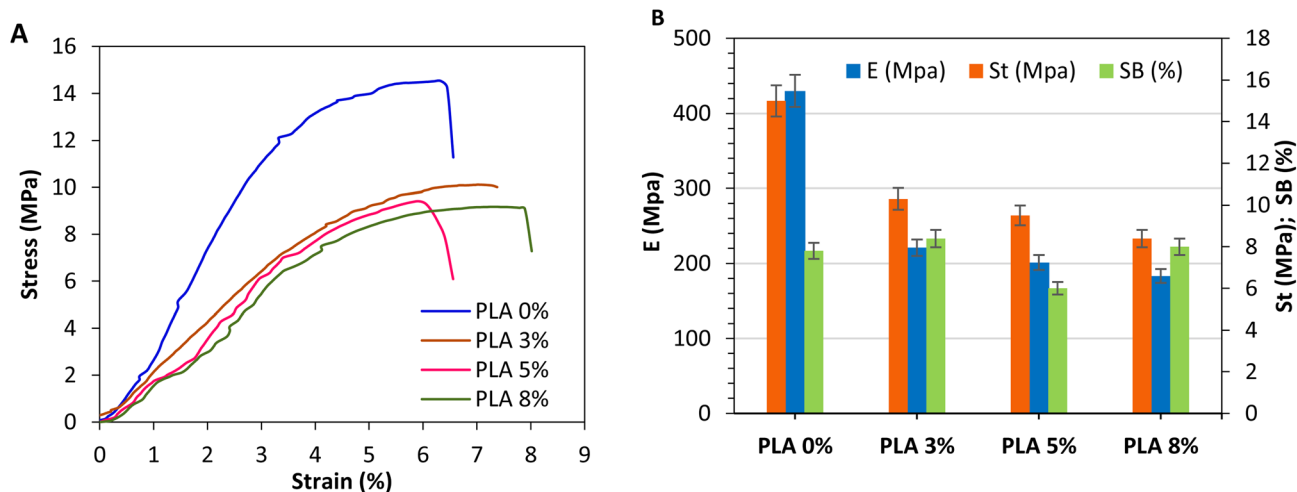 A
Stress (MPa)
16
14
12
10
8
6
4
2
0
0 1 2 3 4 5 6 7 8 9
Strain (%)
PLA 0%
PLA 3%
PLA 5%
PLA 8%
B
E (Mpa) St (Mpa) SB (%)
E (Mpa)
500
400
300
200
100
0
18
16
14
12
10
8
6
4
2
0
St (MPa); SB (%)
PLA 0% PLA 3% PLA 5% PLA 8%